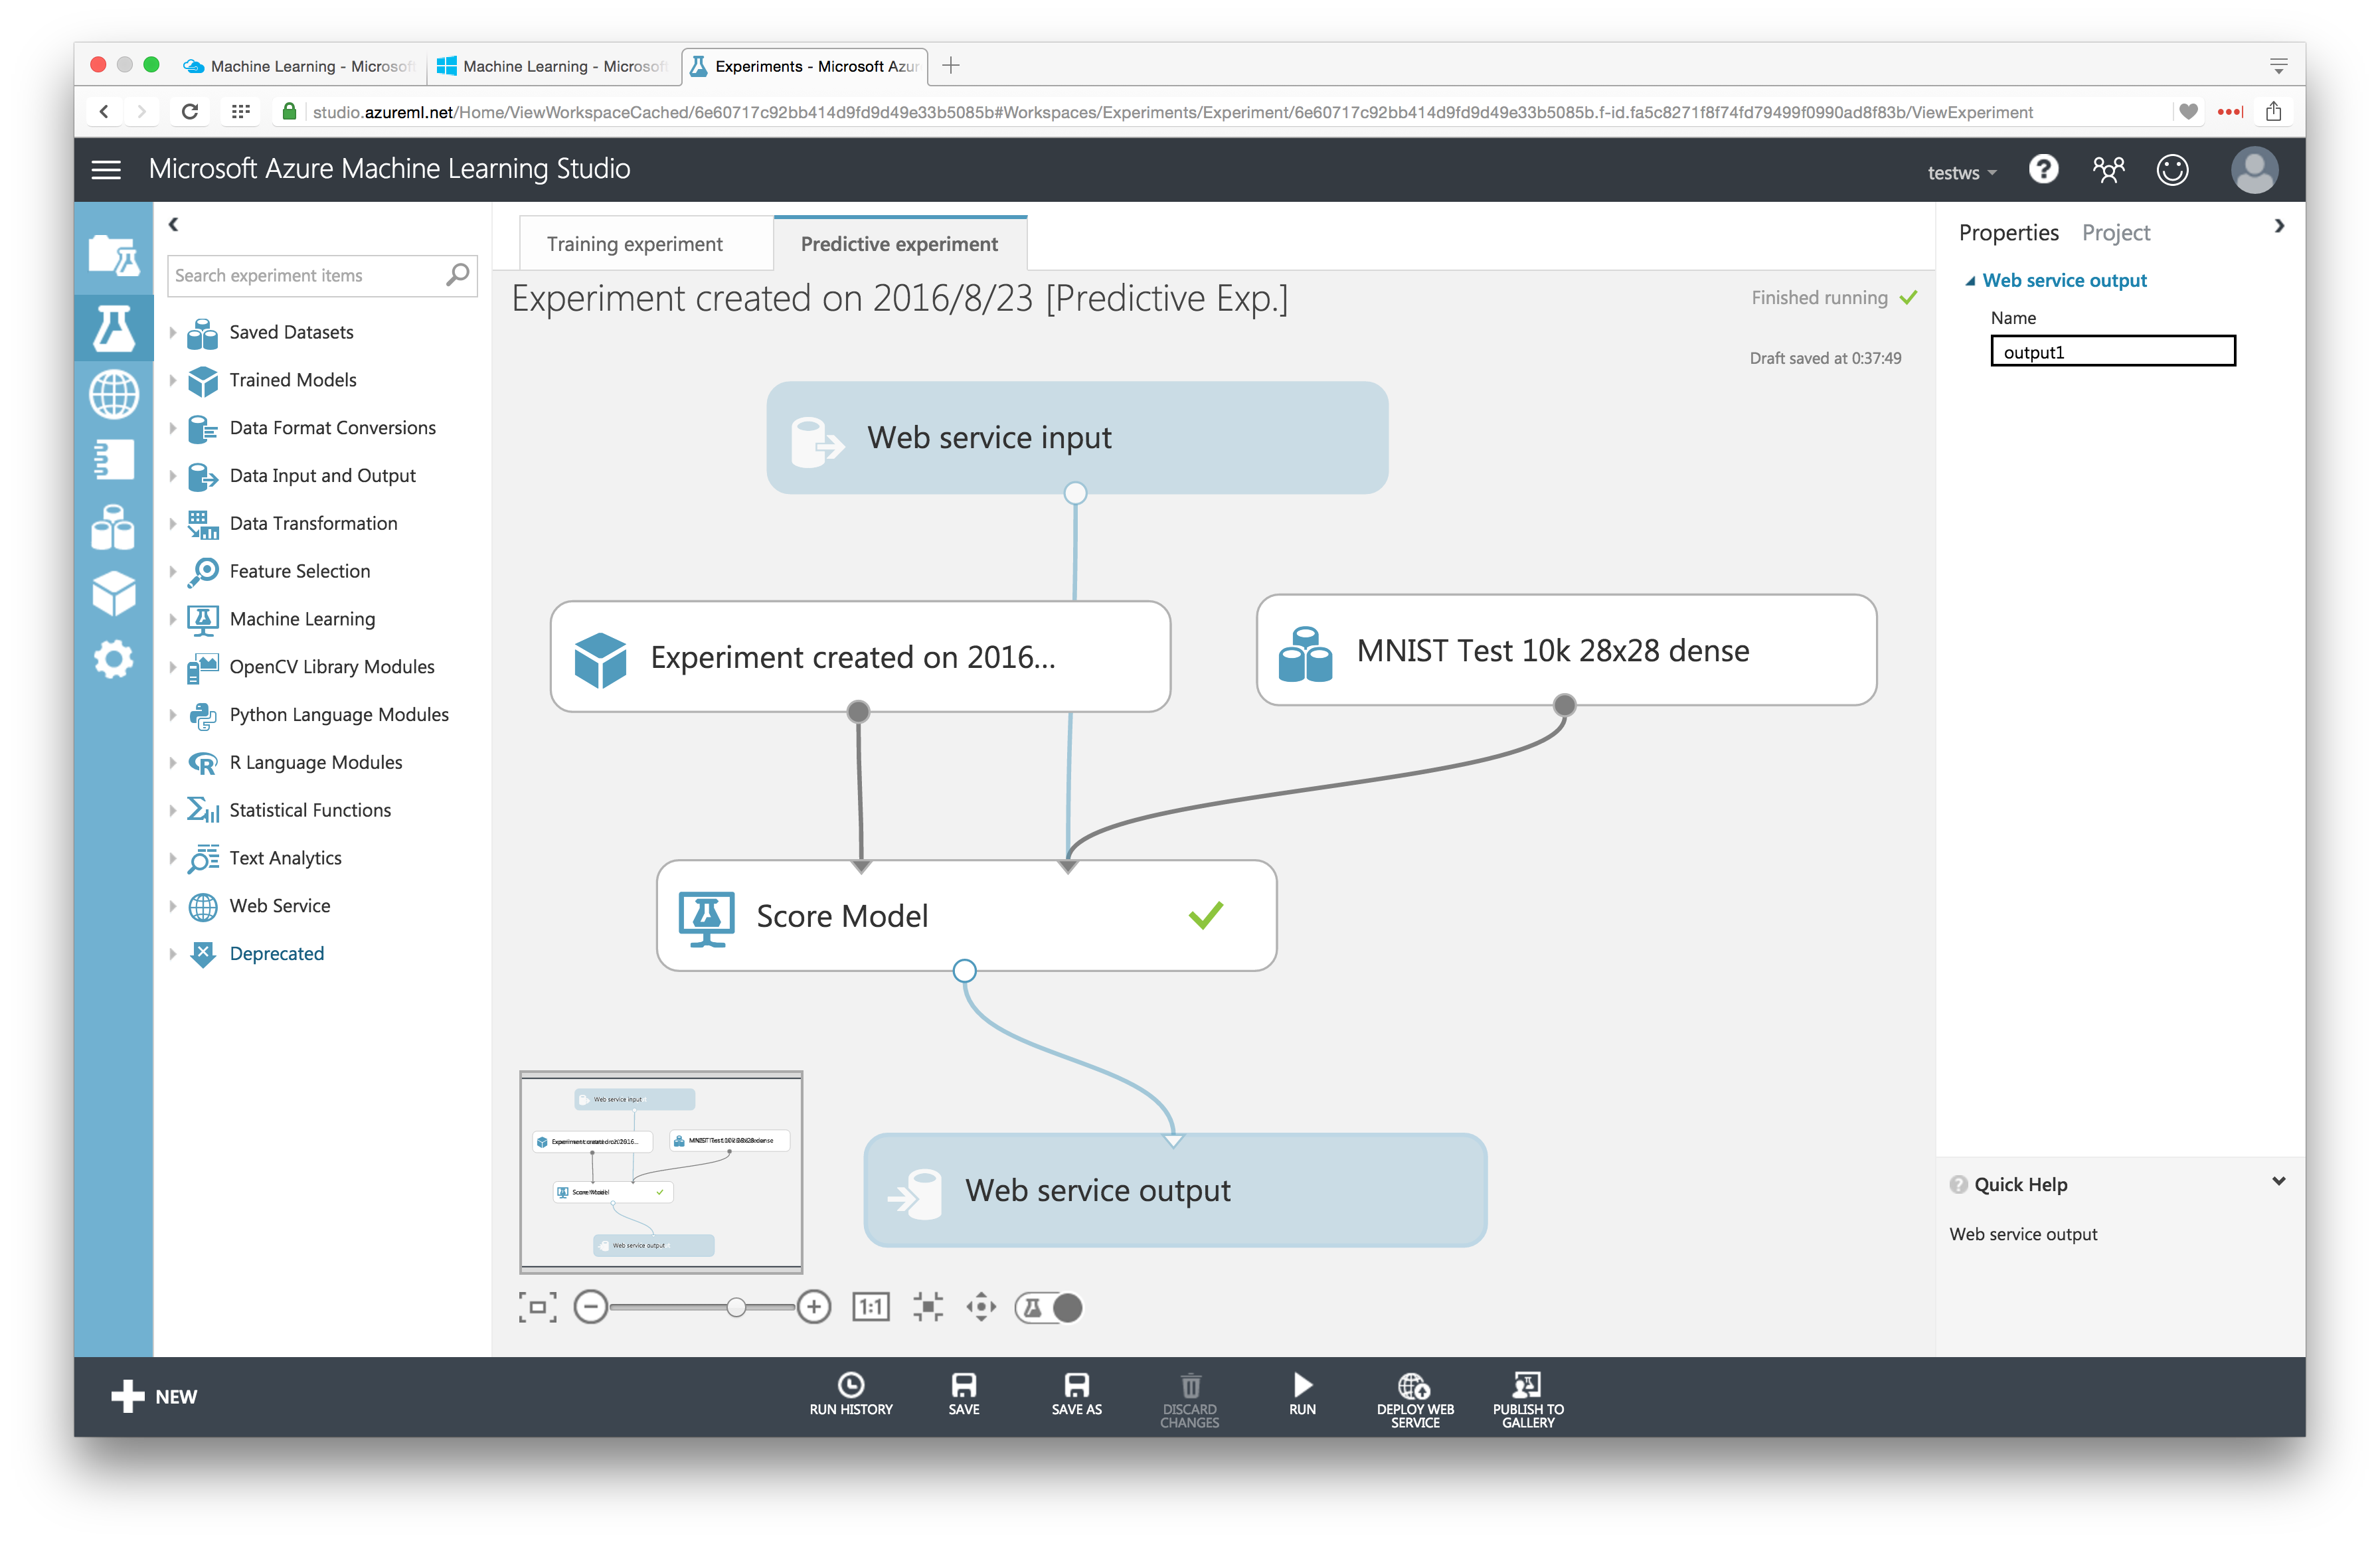 Machine Learning - Microsof
Machine Learning - Microsof
Experiments - Microsoft Azur
studio.azureml.net/Home/ViewWorkspaceCached/6e60717c92bb414d9fd9d49e33b5085b#Workspaces/Experiments/Experiment/6e60717c92bb414d9fd9d49e33b5085b.f-id.fa5c8271f8f74fd79499f0990ad8f83b/ViewExperiment
Microsoft Azure Machine Learning Studio
testws
Search experiment items
Saved Datasets
Trained Models
Data Format Conversions
Data Input and Output
Data Transformation
Feature Selection
Machine Learning
OpenCV Library Modules
Python Language Modules
R Language Modules
Statistical Functions
Text Analytics
Web Service
Deprecated
Training experiment
Predictive experiment
Experiment created on 2016/8/23 [Predictive Exp.]
Finished running
Draft saved at 0:37:49
Web service input
Experiment created on 2016...
MNIST Test 10k 28x28 dense
Score Model
Web service output
Web service input
Experiment created on 2016...
MNIST Test 10k 28x28 dense
Score Model
Web service output
1:1
Properties
Project
Web service output
Name
output1
Quick Help
Web service output
NEW
RUN HISTORY
SAVE
SAVE AS
DISCARD
CHANGES
RUN
DEPLOY WEB
SERVICE
PUBLISH TO
GALLERY